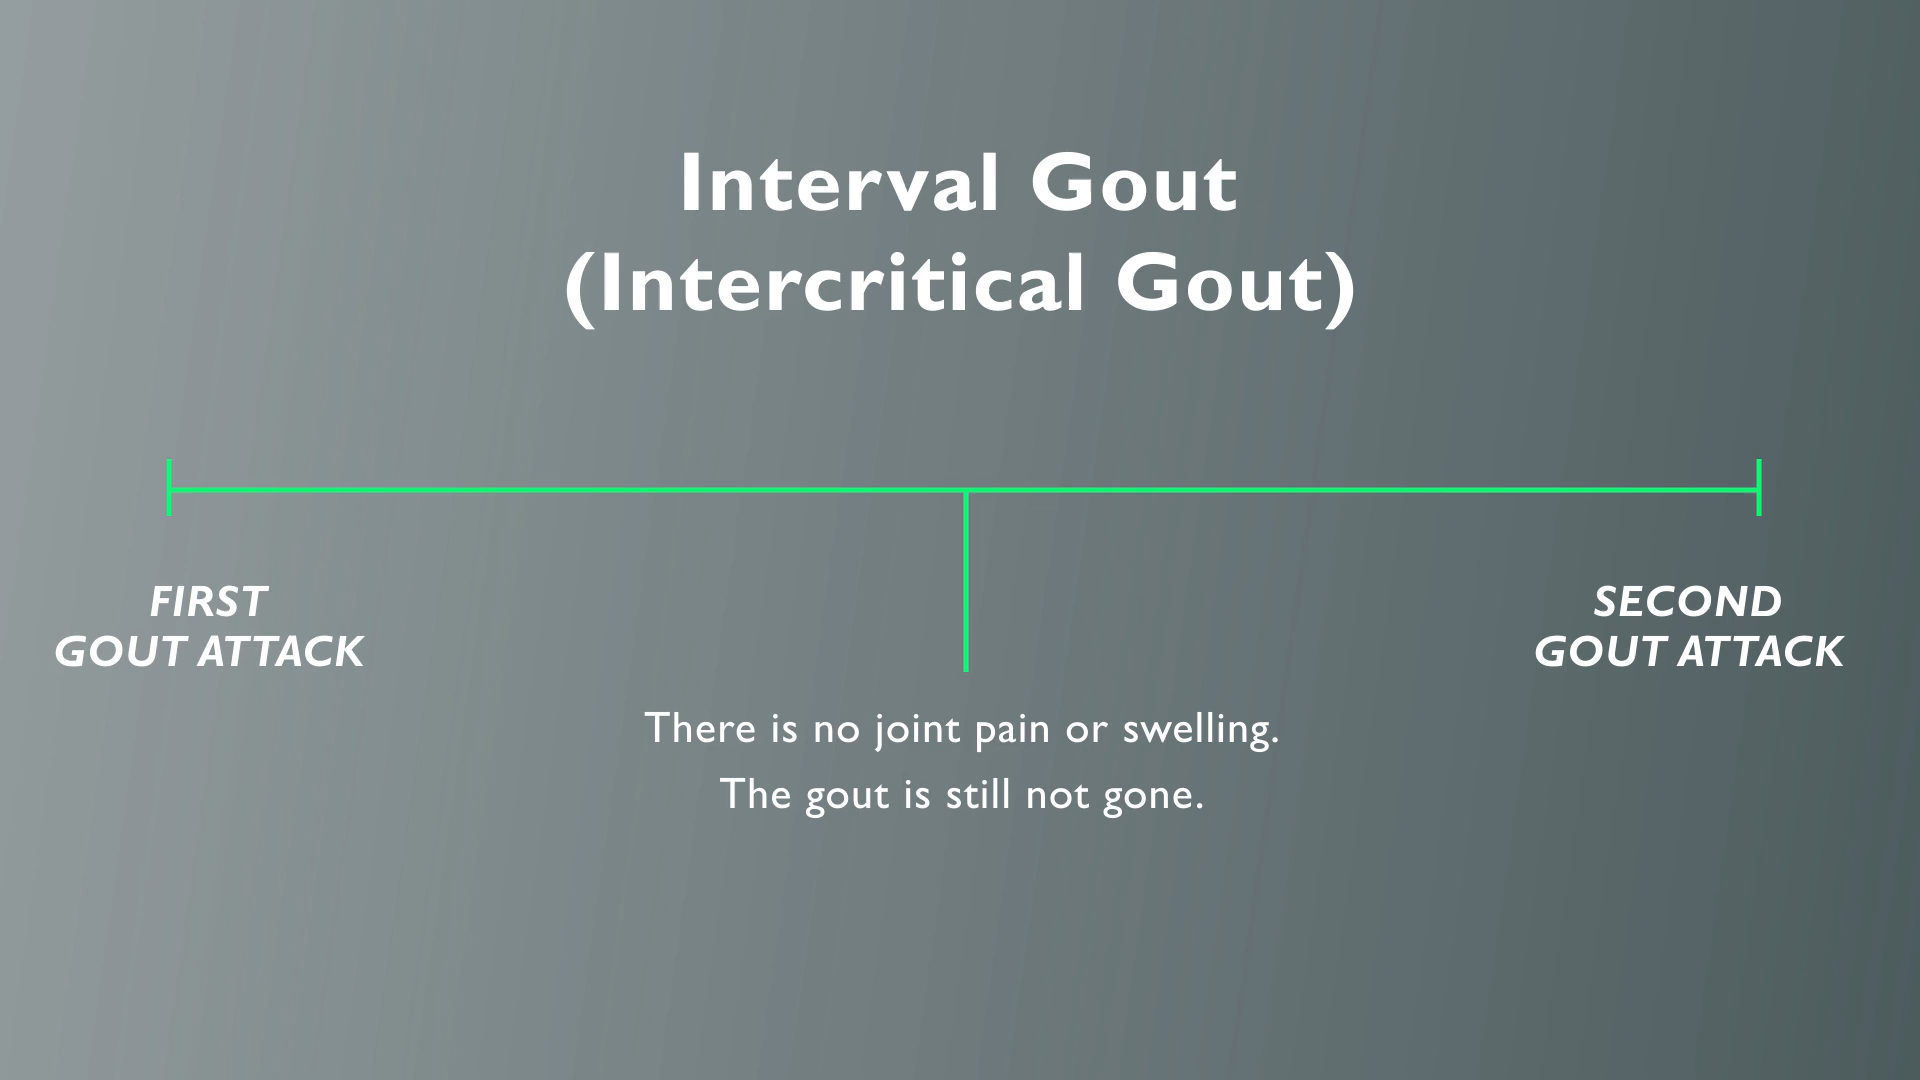 Interval Gout
(Intercritical Gout)
FIRST
GOUT ATTACK
SECOND
GOUT ATTACK
There is no joint pain or swelling.
The gout is still not gone.